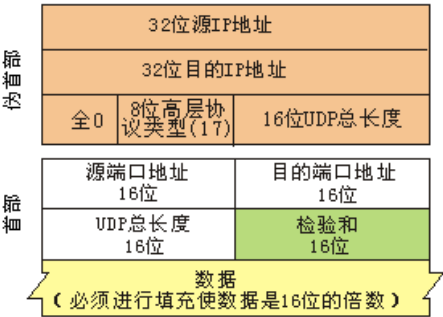 伪首部
32位源IP地址
32位目的IP地址
全0
8位高层协
议类型(17)
16位UDP总长度
首部
源端口地址
16位
目的端口地址
16位
UDP总长度
16位
检验和
16位
数据
(必须进行填充使数据是16位的倍数)